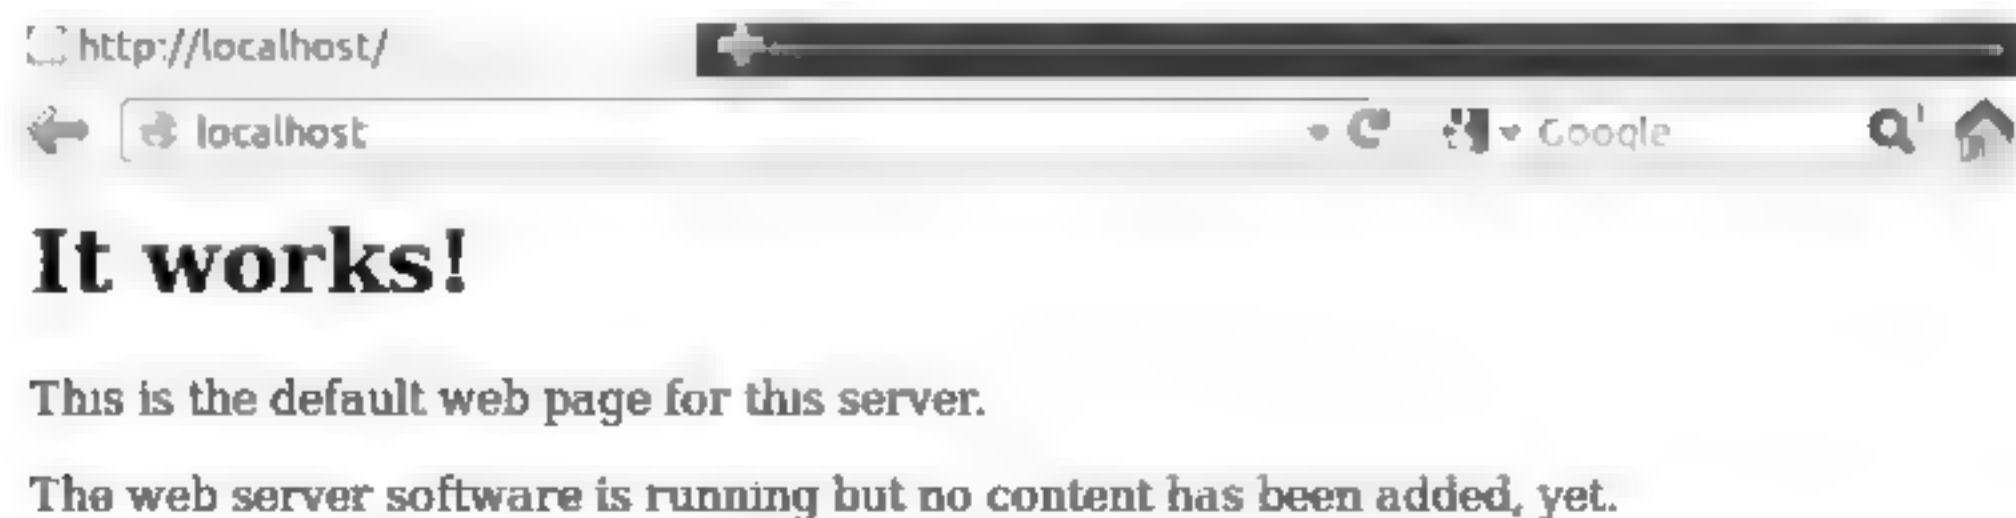 http://localhost/
localhost Google
It works!
This is the default web page for this server.
The web server software is running but no content has been added, yet.